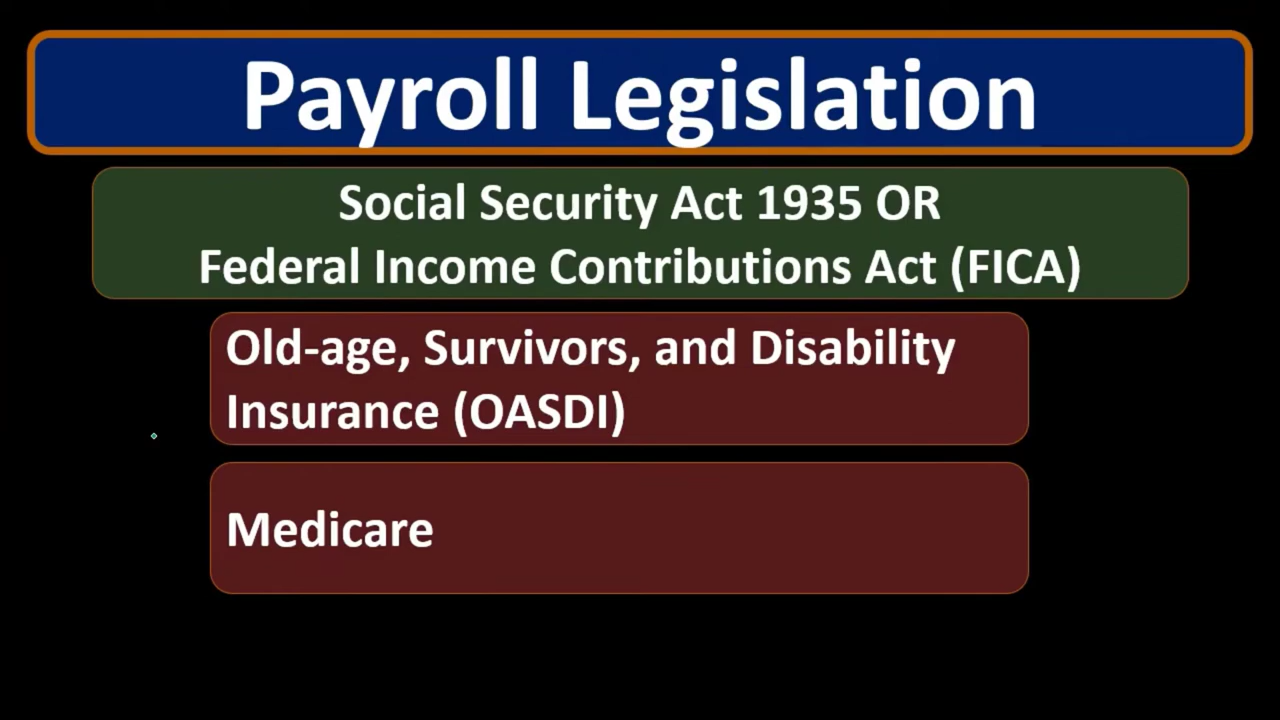 Payroll Legislation
Social Security Act 1935 OR
Federal Income Contributions Act (FICA)
Old-age, Survivors, and Disability
Insurance (OASDI)
Medicare